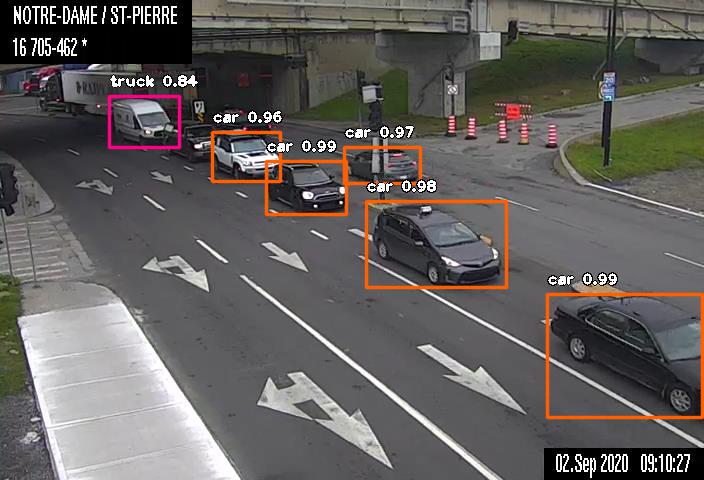 NOTRE-DAME / ST-PIERRE
16 705-462 *
truck 0.84
car 0.96
car 0.99
car 0.97
car 0.98
car 0.99
02.Sep 2020 09:10:27